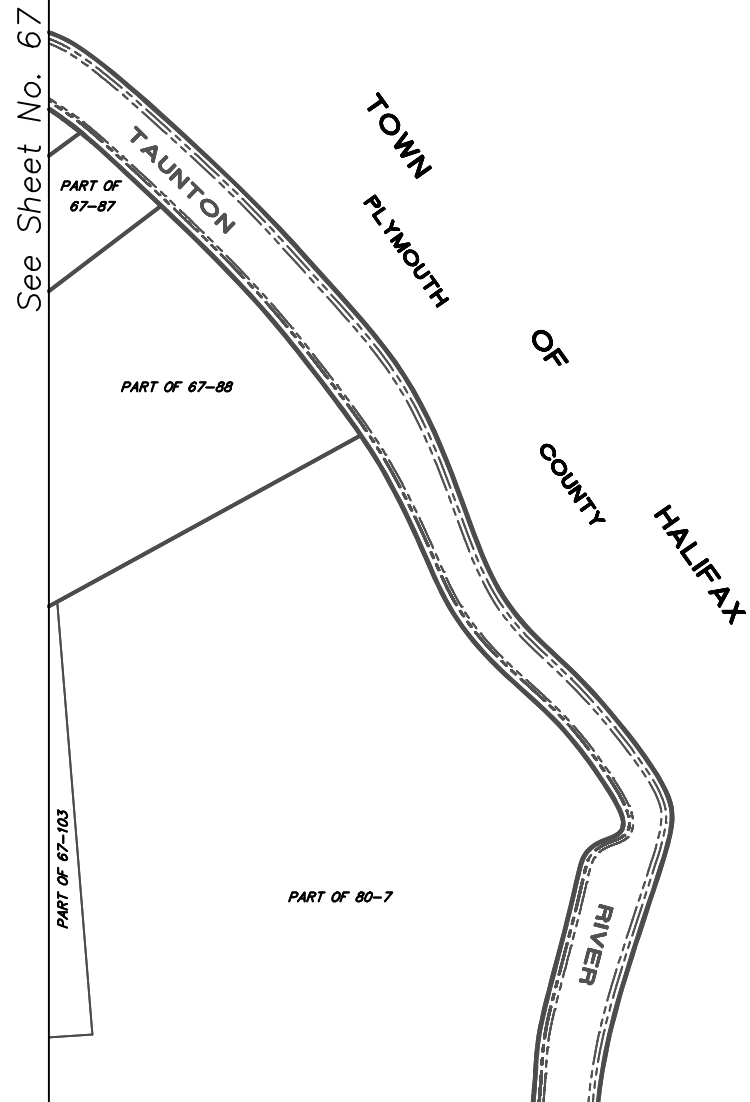 See Sheet No. 67
TAUNTON
TOWN
PART OF
67-87
PLYMOUTH
OF
PART OF 67-88
COUNTY
HALIFAX
PART OF 67-103
PART OF 80-7
RIVER